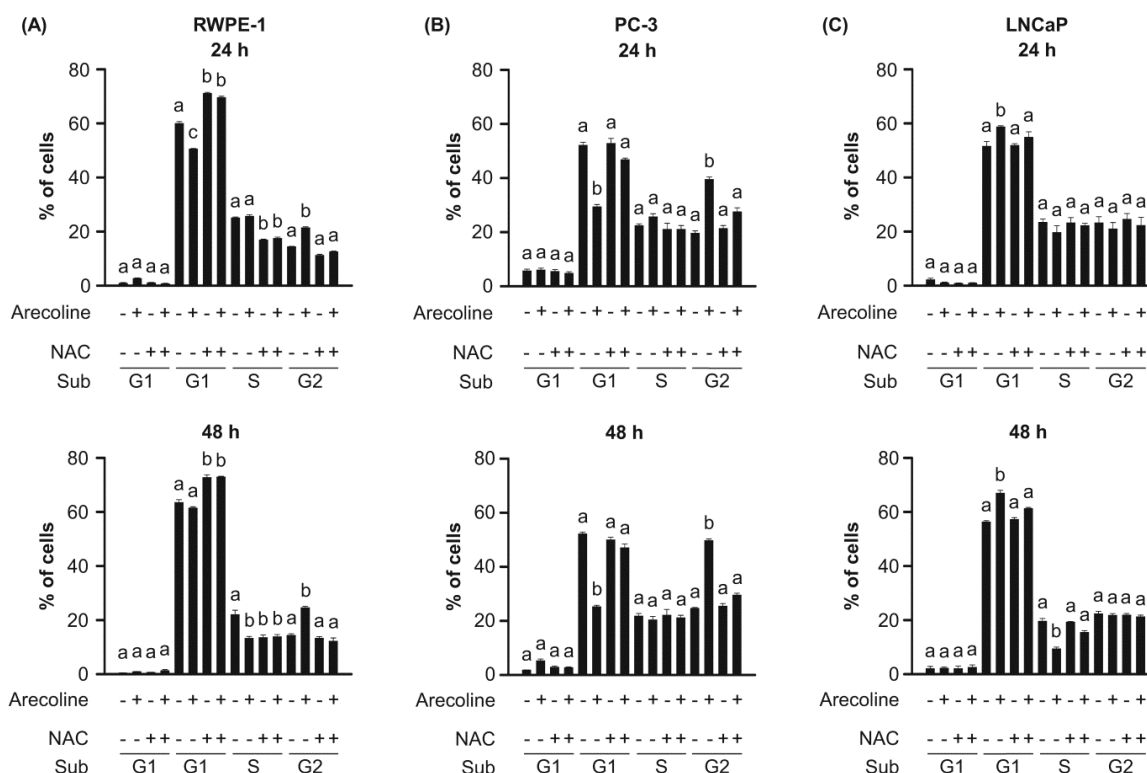 (A) RWPE-1
24 h
% of cells
80
60
40
20
0
a a a a a c b b a a b b a b a a
Arecoline - + - + - + - + - + - + - + - +
NAC - - + + - - + + - - + + - - + +
Sub G1 G1 S G2
48 h
% of cells
80
60
40
20
0
a a a a a a b b a b b b a b a a
Arecoline - + - + - + - + - + - + - + - +
NAC - - + + - - + + - - + + - - + +
Sub G1 G1 S G2
(B) PC-3
24 h
% of cells
80
60
40
20
0
a a a a a b a a a a a a a b a a
Arecoline - + - + - + - + - + - + - + - +
NAC - - + + - - + + - - + + - - + +
Sub G1 G1 S G2
48 h
% of cells
80
60
40
20
0
a a a a a b a a a a a a a b a a
Arecoline - + - + - + - + - + - + - + - +
NAC - - + + - - + + - - + + - - + +
Sub G1 G1 S G2
(C) LNCaP
24 h
% of cells
80
60
40
20
0
a a a a a b a a a a a a a a a a
Arecoline - + - + - + - + - + - + - + - +
NAC - - + + - - + + - - + + - - + +
Sub G1 G1 S G2
48 h
% of cells
80
60
40
20
0
a a a a a b a a a b a a a a a a
Arecoline - + - + - + - + - + - + - + - +
NAC - - + + - - + + - - + + - - + +
Sub G1 G1 S G2